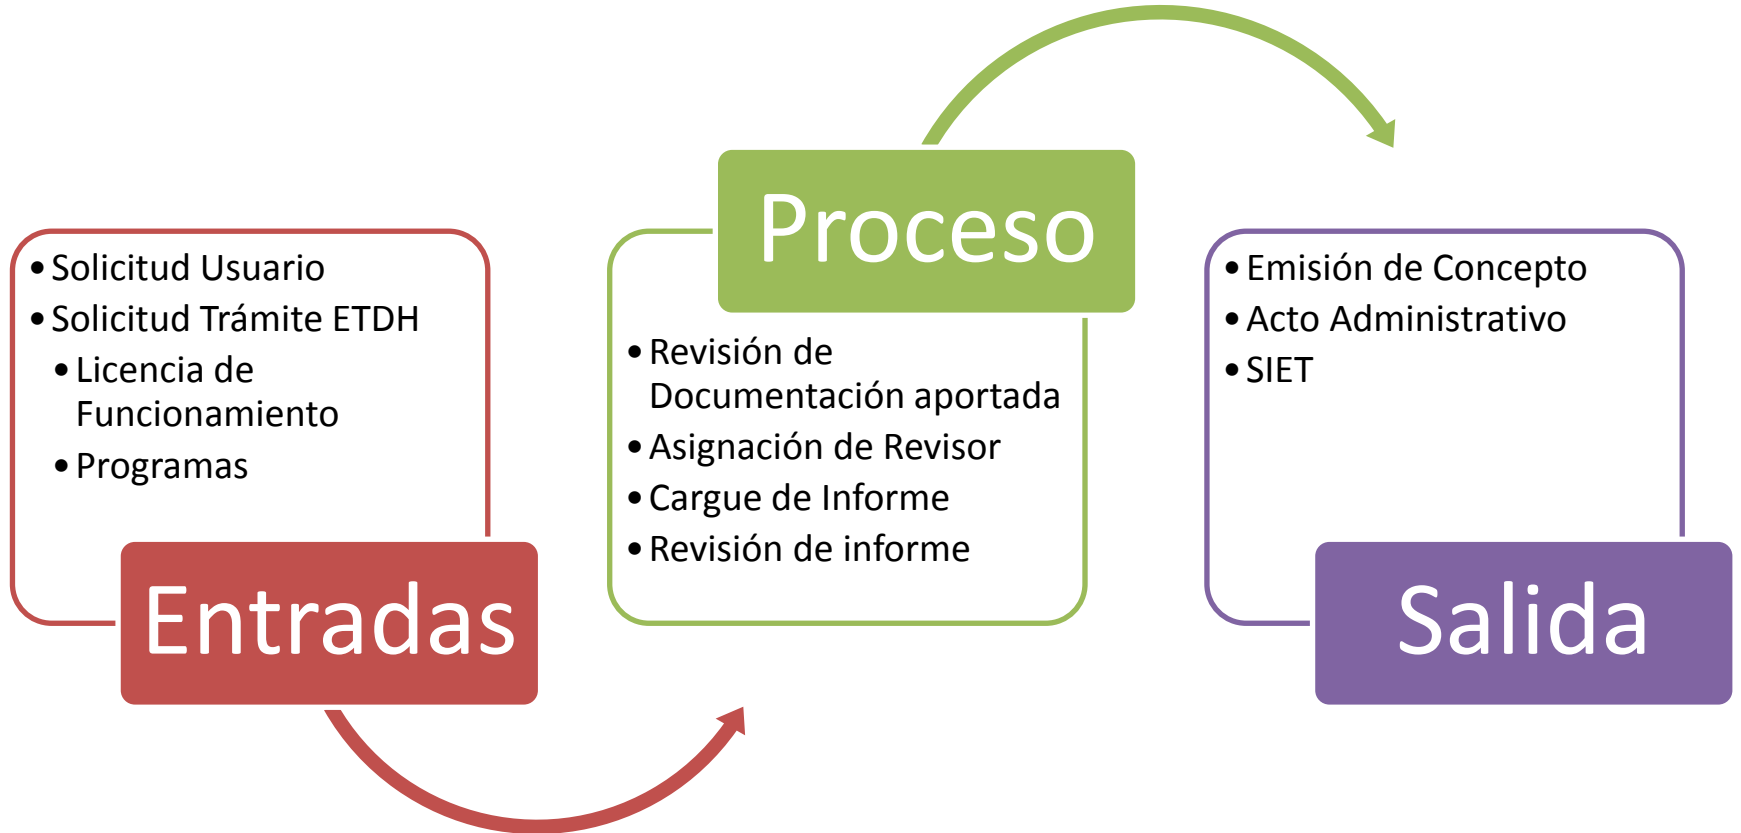 • Solicitud Usuario
• Solicitud Trámite ETDH
• Licencia de
Funcionamiento
• Programas
Entradas
Proceso
• Revisión de
Documentación aportada
• Asignación de Revisor
• Cargue de Informe
• Revisión de informe
• Emisión de Concepto
• Acto Administrativo
• SIET
Salida